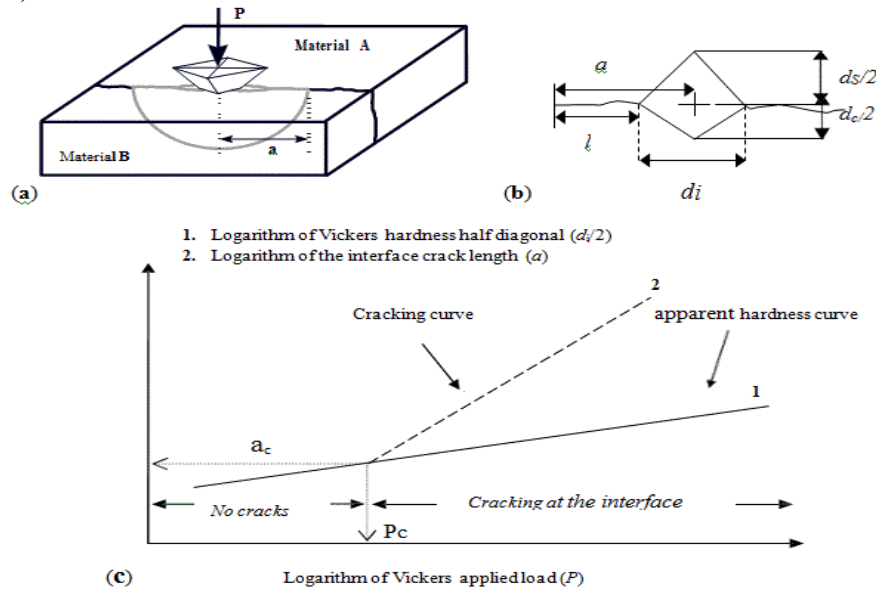 P
Material A
a
Material B
(a)
a
ds/2
dc/2
l
di
(b)
1. Logarithm of Vickers hardness half diagonal (di/2)
2. Logarithm of the interface crack length (a)
2
Cracking curve
apparent hardness curve
1
ac
No cracks
Cracking at the interface
Pc
(c)
Logarithm of Vickers applied load (P)